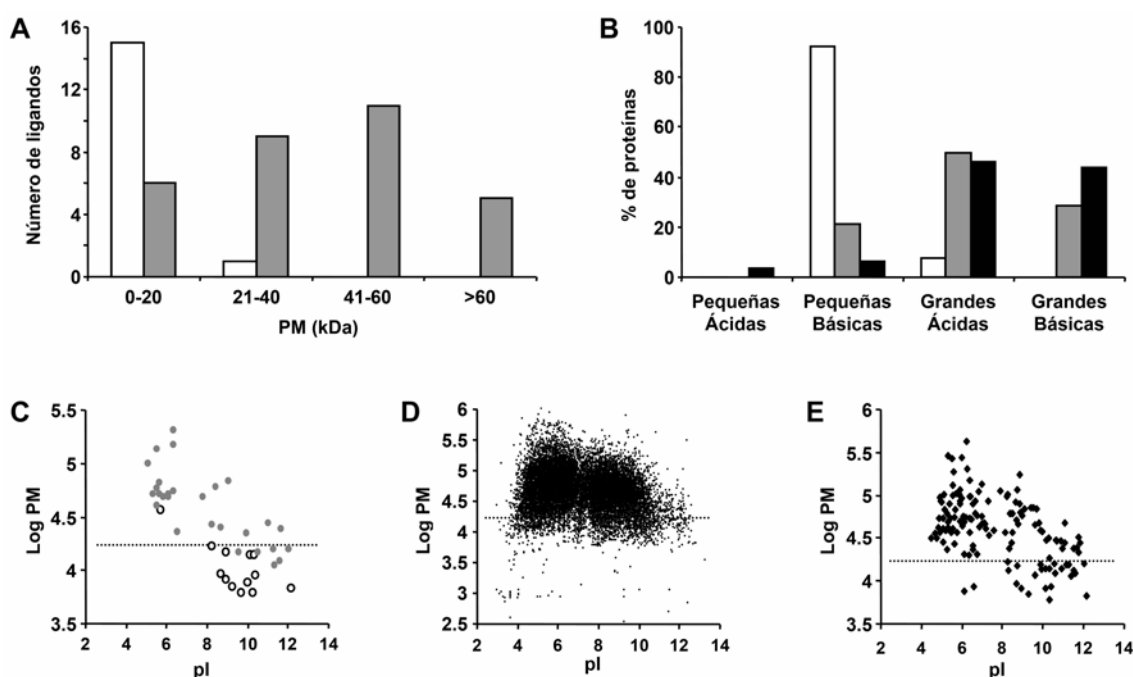 A
Número de ligandos
16
12
8
4
0
0-20 21-40 41-60 >60
PM (kDa)
B
% de proteínas
100
80
60
40
20
0
Pequeñas Ácidas
Pequeñas Básicas
Grandes Ácidas
Grandes Básicas
C
Log PM
5.5
5
4.5
4
3.5
2 4 6 8 10 12 14
pI
D
Log PM
6
5.5
5
4.5
4
3.5
3
2.5
2 4 6 8 10 12 14
pI
E
Log PM
6
5.5
5
4.5
4
3.5
2 4 6 8 10 12 14
pI